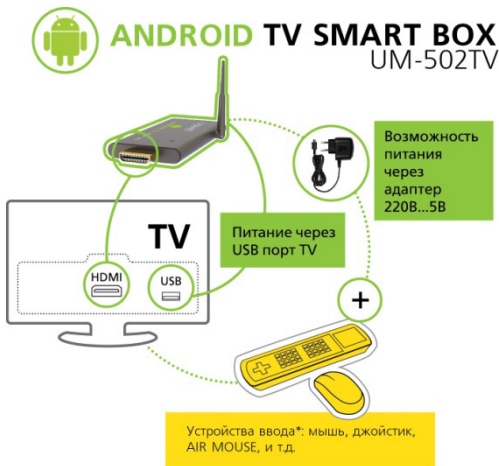 ANDROID TV SMART BOX
UM-502TV
Возможность
питания
через
адаптер
220В...5В
TV
Питание через
USB порт TV
HDMI
USB
+
Устройства ввода*: мышь, джойстик,
AIR MOUSE, и т.д.